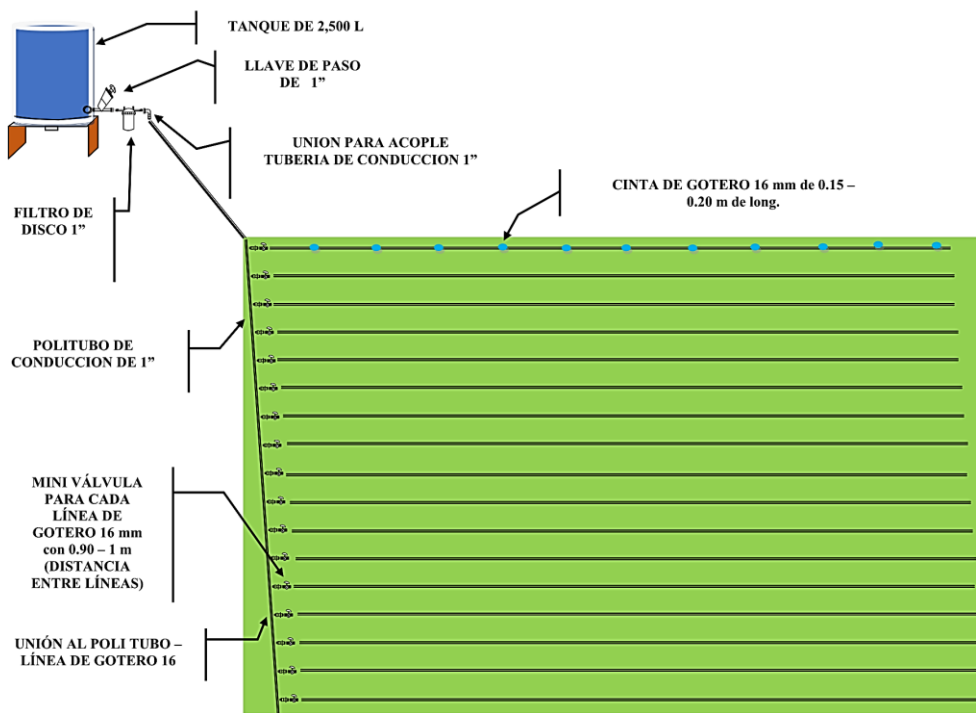 TANQUE DE 2,500 L
LLAVE DE PASO
DE 1”
UNION PARA ACOPLE
TUBERIA DE CONDUCCION 1”
CINTA DE GOTERO 16 mm de 0.15 –
0.20 m de long.
FILTRO DE
DISCO 1”
POLITUBO DE
CONDUCCION DE 1”
MINI VÁLVULA
PARA CADA
LÍNEA DE
GOTERO 16 mm
con 0.90 – 1 m
(DISTANCIA
ENTRE LÍNEAS)
UNIÓN AL POLI TUBO –
LÍNEA DE GOTERO 16